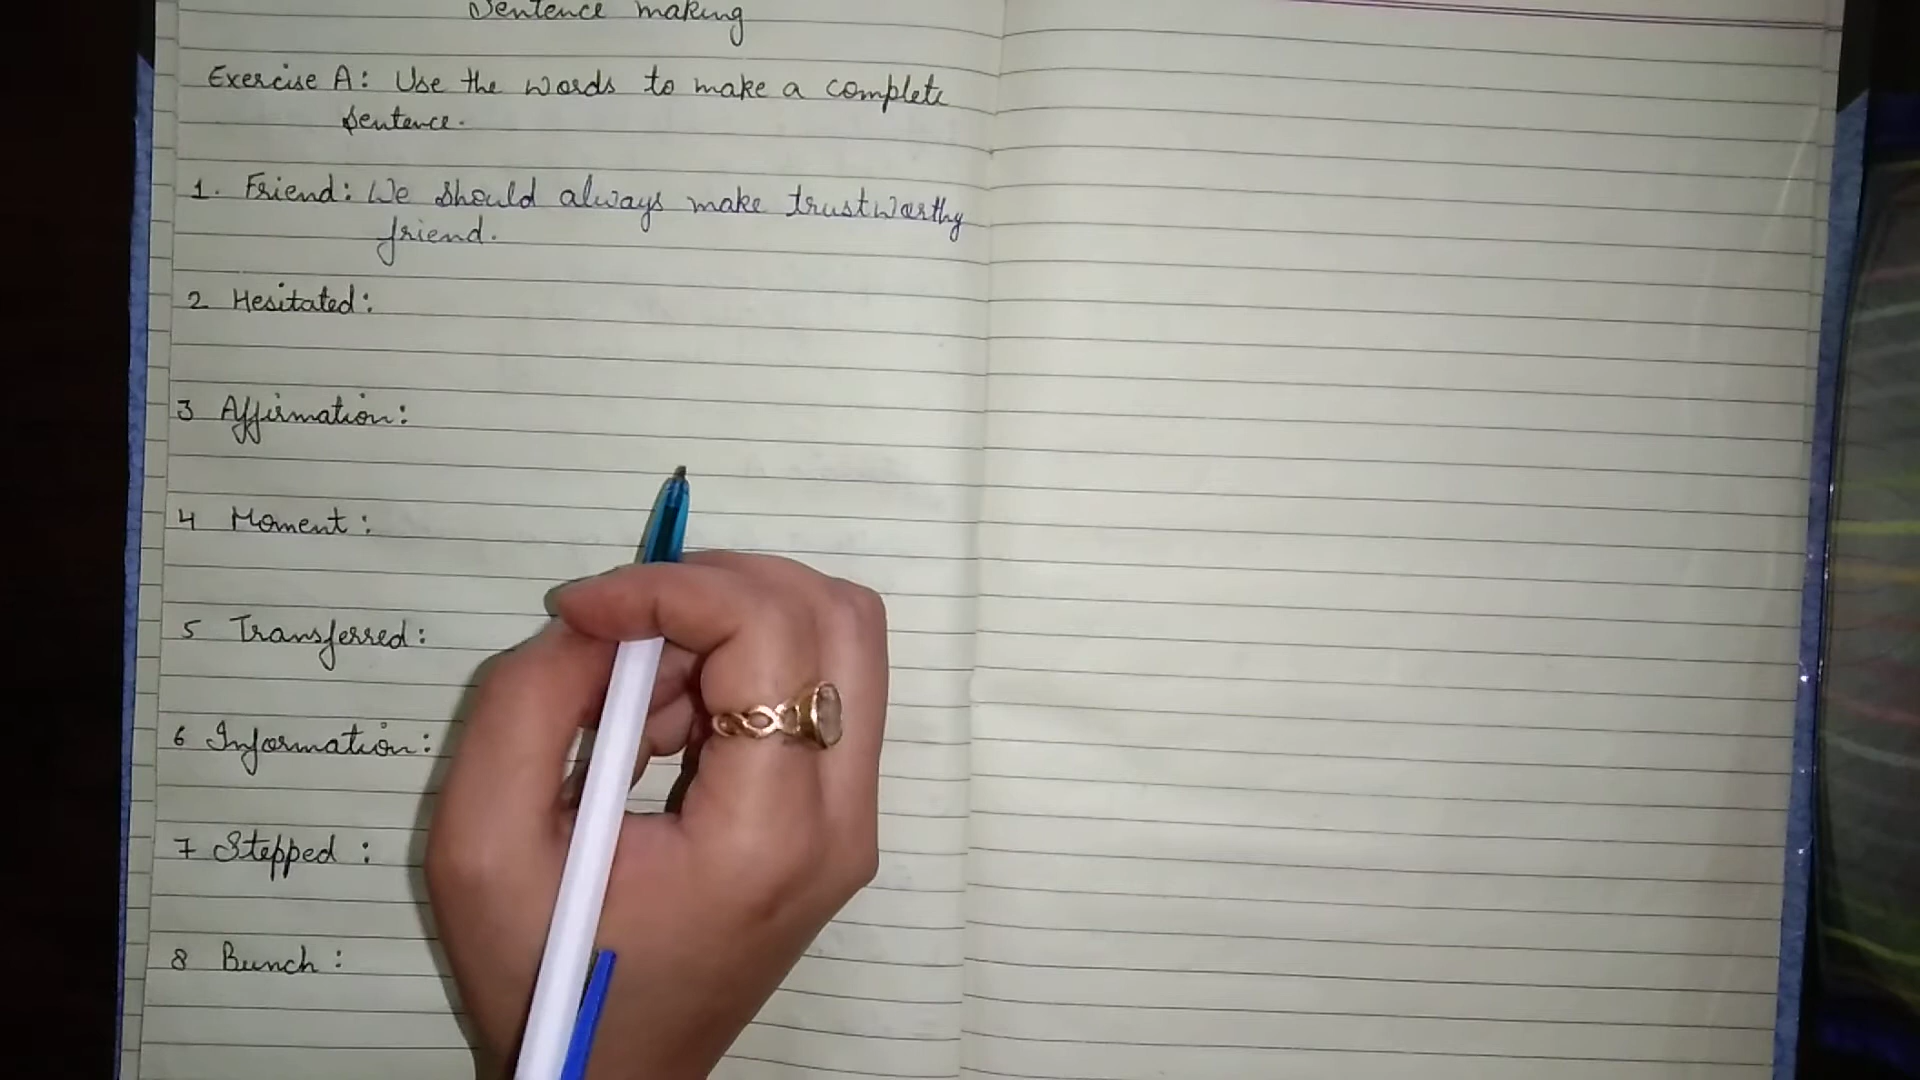 Sentence making
Exercise A: Use the words to make a complete
sentence.
1. Friend: We should always make trustworthy
friend.
2 Hesitated:
3 Affirmation:
4 Moment:
5 Transferred:
6 Information:
7 Stepped:
8 Bunch: